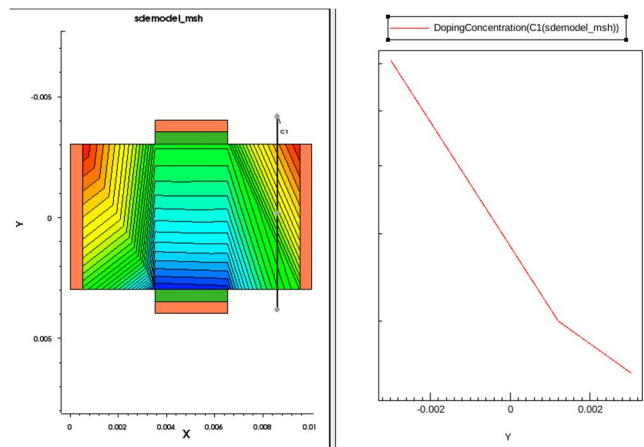 sdemodel_msh
DopingConcentration(C1(sdemodel_msh))
-0.005
C1
0
Y
0.005
0
0.002
0.004
0.006
0.008
0.01
X
-0.002
0
0.002
Y